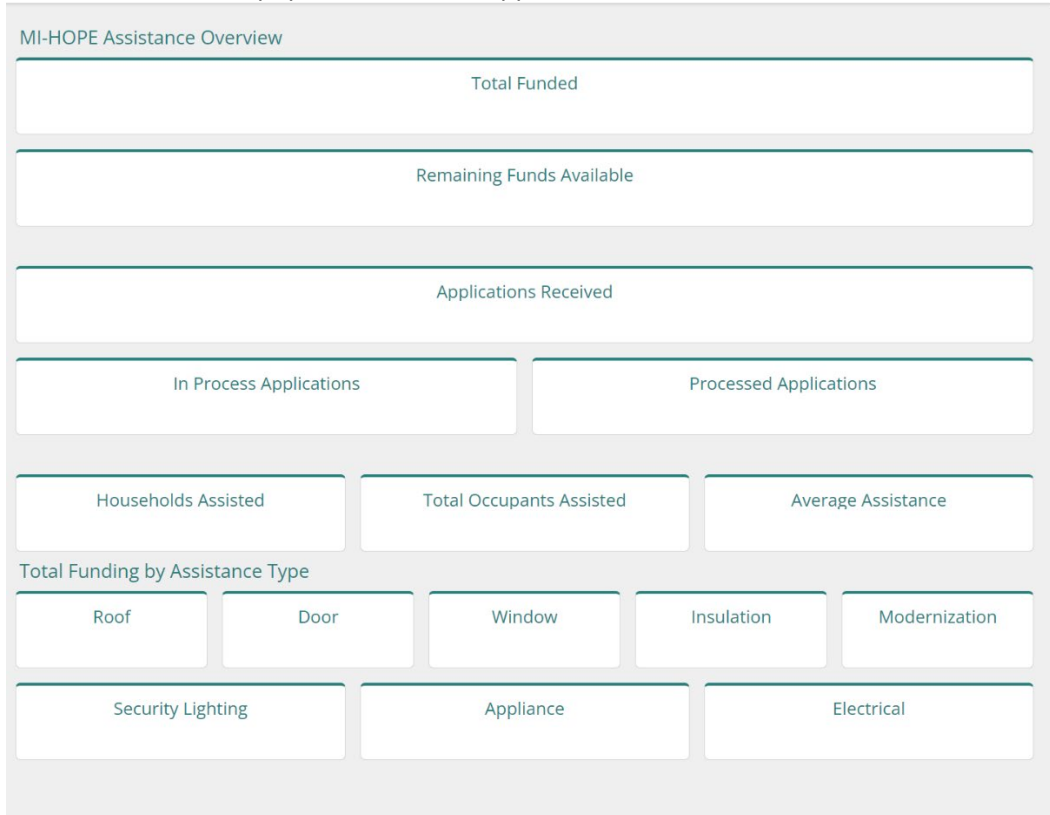 MI-HOPE Assistance Overview
Total Funded
Remaining Funds Available
Applications Received
In Process Applications
Processed Applications
Households Assisted
Total Occupants Assisted
Average Assistance
Total Funding by Assistance Type
Roof
Door
Window
Insulation
Modernization
Security Lighting
Appliance
Electrical